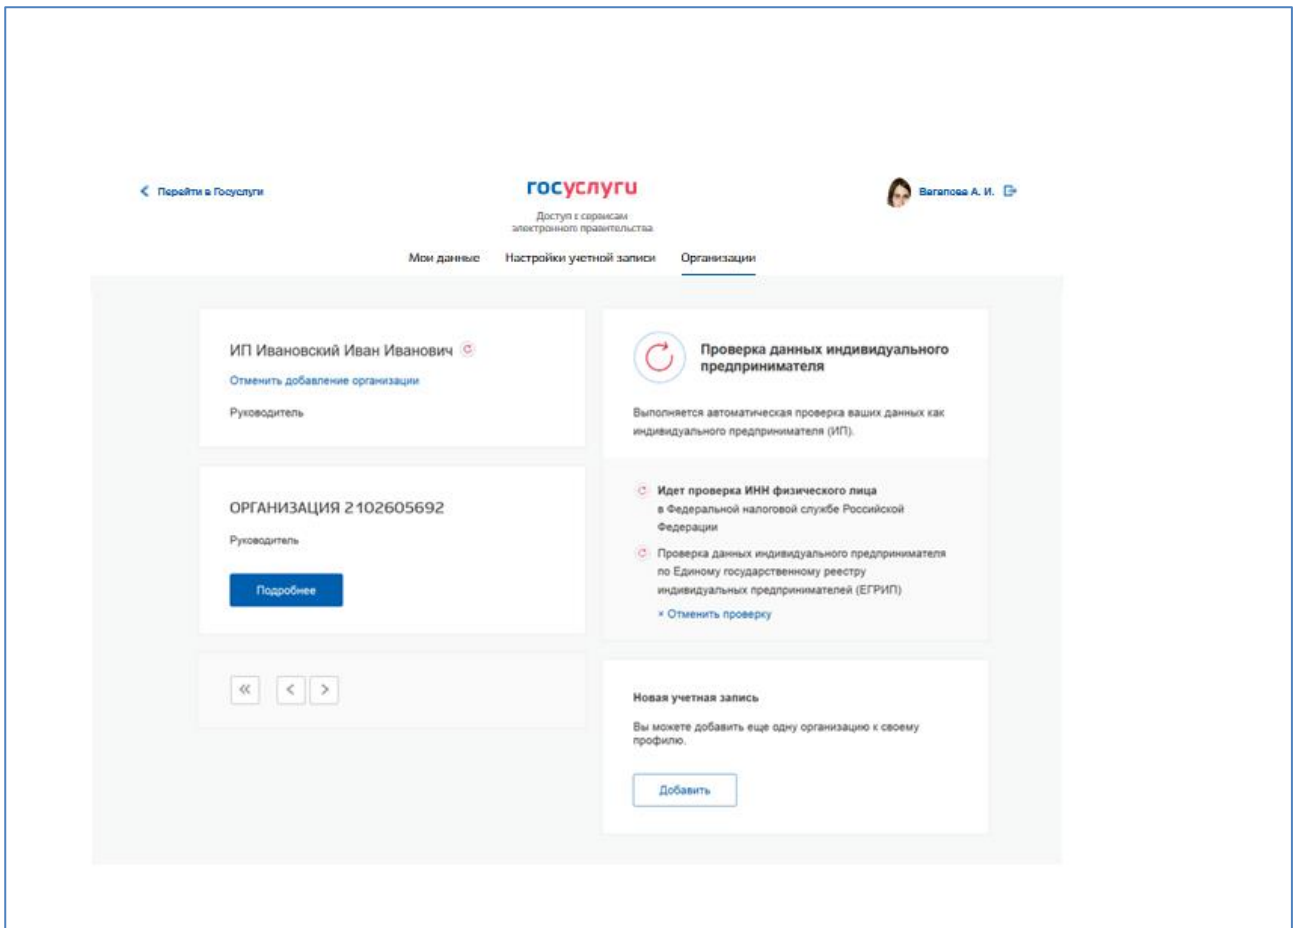 Перейти в Госуслуги
госуслуги
Вагапова А. И.
Доступ к сервисам
электронного правительства
Мои данные Настройки учетной записи Организации
ИП Ивановский Иван Иванович
Отменить добавление организации
Руководитель
ОРГАНИЗАЦИЯ 2102605692
Руководитель
Подробнее
Проверка данных индивидуального
предпринимателя
Выполняется автоматическая проверка ваших данных как
индивидуального предпринимателя (ИП).
Идет проверка ИНН физического лица
в Федеральной налоговой службе Российской
Федерации
Проверка данных индивидуального предпринимателя
по Единому государственному реестру
индивидуальных предпринимателей (ЕГРИП)
× Отменить проверку
Новая учетная запись
Вы можете добавить еще одну организацию к своему
профилю.
Добавить